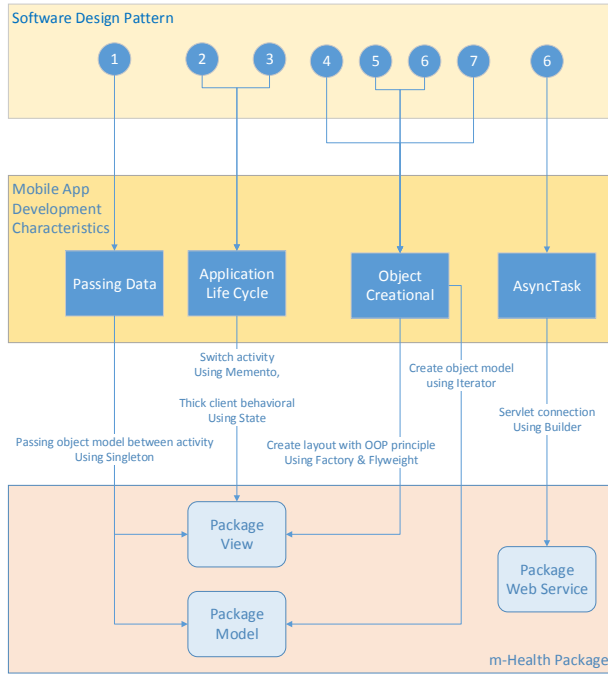 Software Design Pattern
1
2
3
4
5
6
7
6
Mobile App
Development
Characteristics
Passing Data
Application
Life Cycle
Object
Creational
AsyncTask
Switch activity
Using Memento,
Thick client behavioral
Using State
Create object model
using Iterator
Servlet connection
Using Builder
Passing object model between activity
Using Singleton
Create layout with OOP principle
Using Factory & Flyweight
Package
View
Package
Web Service
Package
Model
m-Health Package